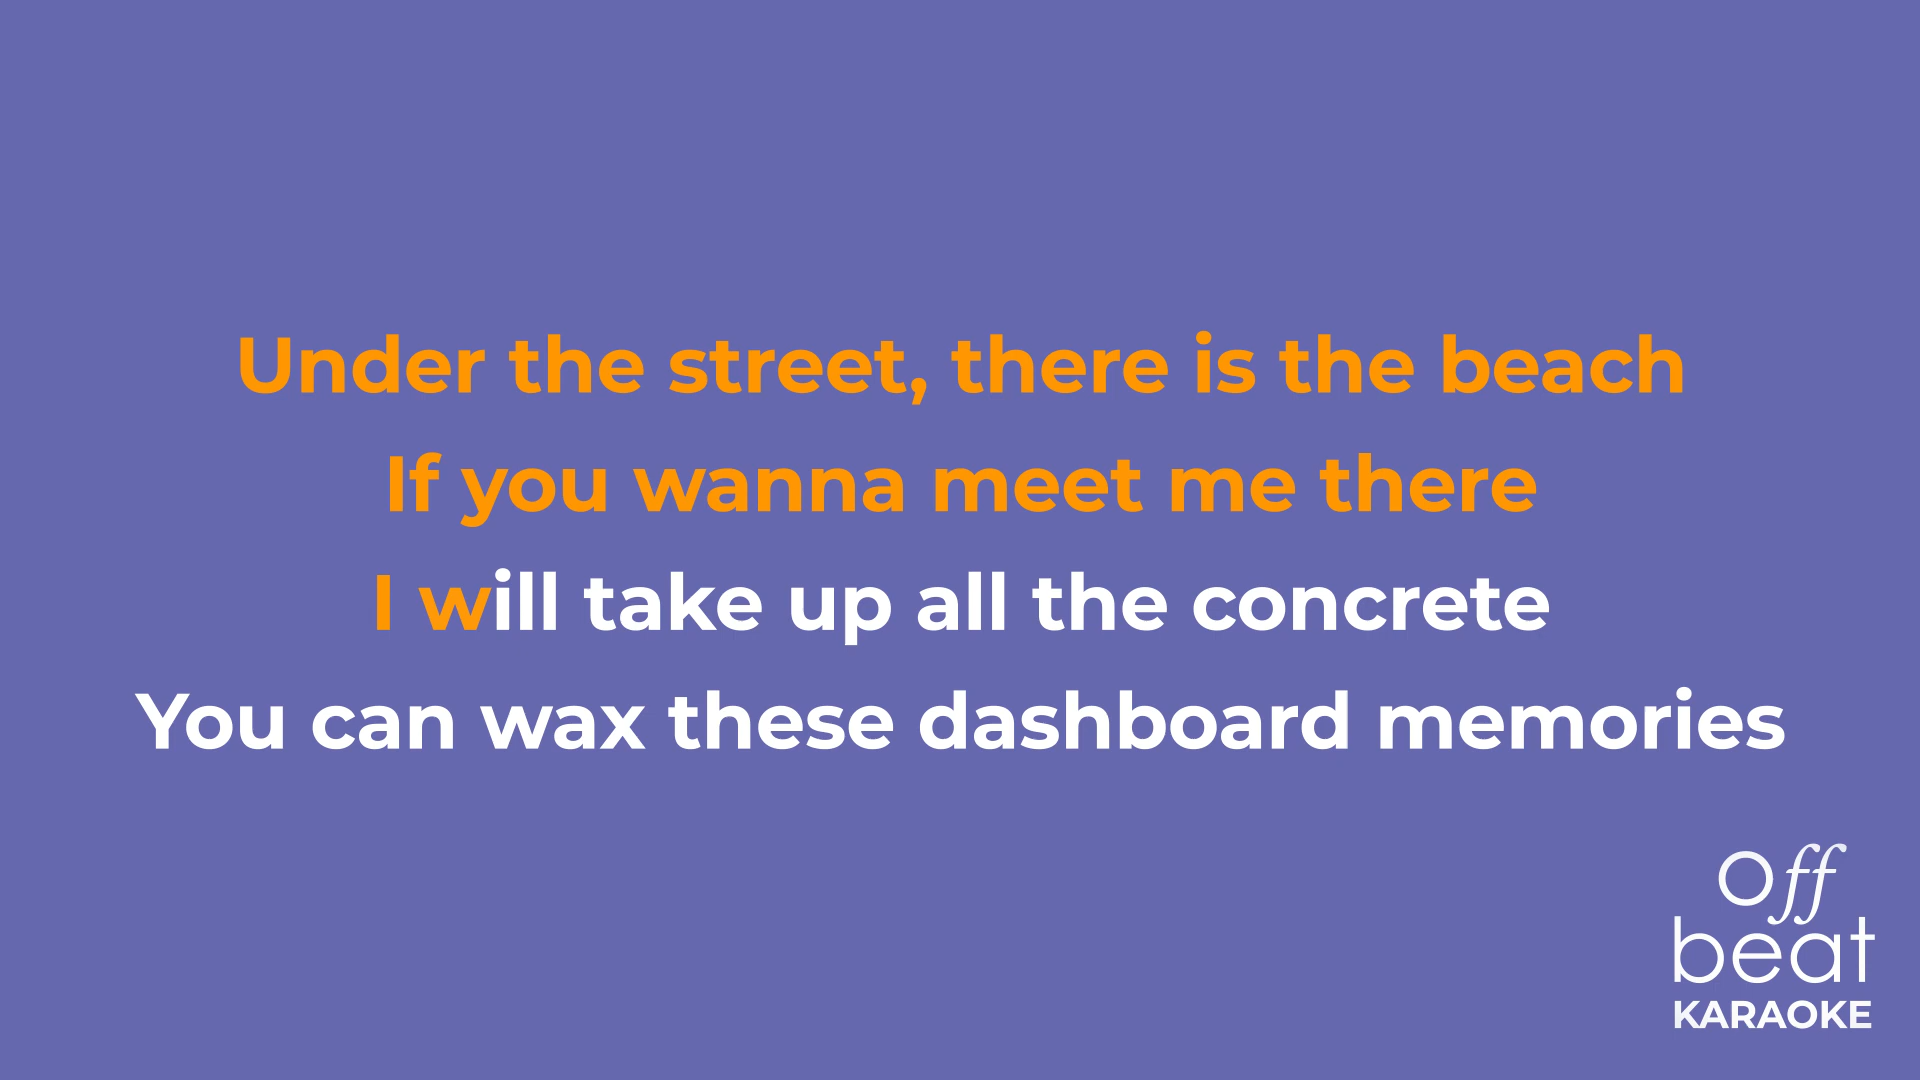 Under the street, there is the beach
If you wanna meet me there
I will take up all the concrete
You can wax these dashboard memories
Off
beat
KARAOKE